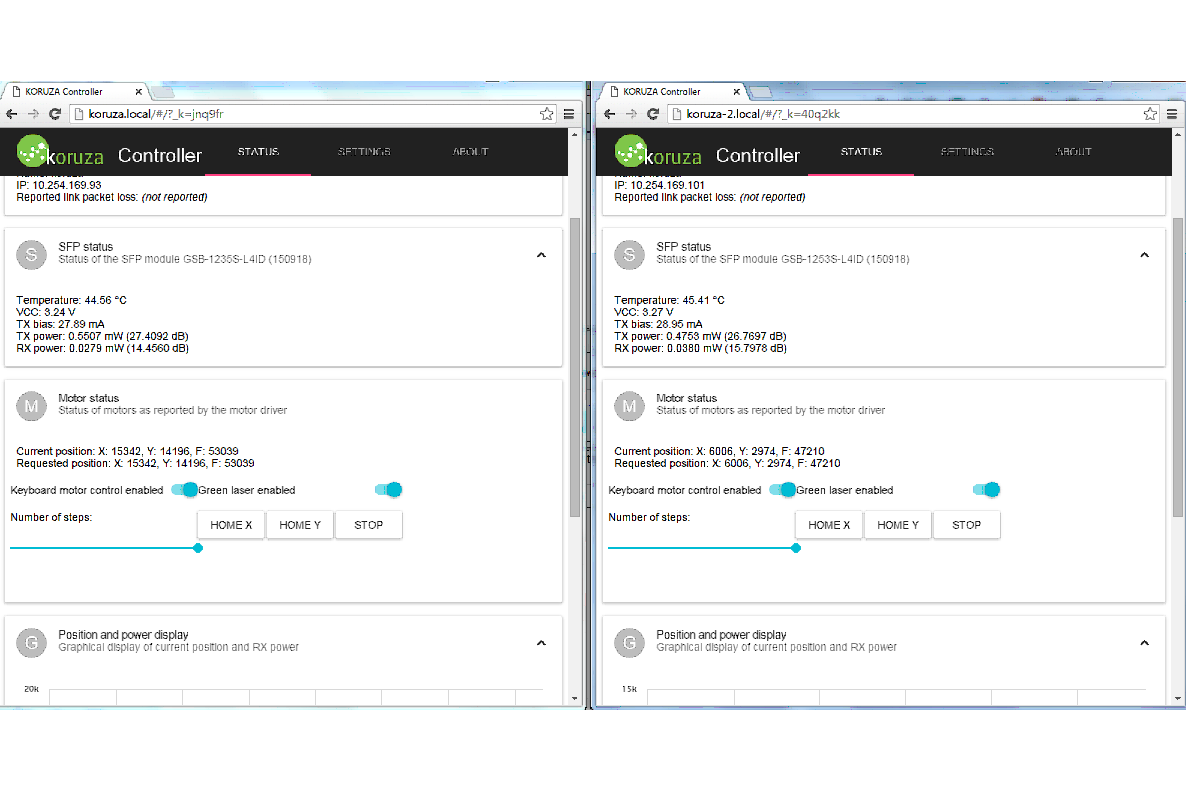 KORUZA Controller
koruza.local/#/?_k=jnq9fr
koruza Controller STATUS SETTINGS ABOUT
IP: 10.254.169.93
Reported link packet loss: (not reported)
S
SFP status
Status of the SFP module GSB-1235S-L4ID (150918)
Temperature: 44.56 °C
VCC: 3.24 V
TX bias: 27.89 mA
TX power: 0.5507 mW (27.4092 dB)
RX power: 0.0279 mW (14.4560 dB)
M
Motor status
Status of motors as reported by the motor driver
Current position: X: 15342, Y: 14196, F: 53039
Requested position: X: 15342, Y: 14196, F: 53039
Keyboard motor control enabled Green laser enabled
Number of steps: HOME X HOME Y STOP
G
Position and power display
Graphical display of current position and RX power
20k
KORUZA Controller
koruza-2.local/#/?_k=40q2kk
koruza Controller STATUS SETTINGS ABOUT
IP: 10.254.169.101
Reported link packet loss: (not reported)
S
SFP status
Status of the SFP module GSB-1253S-L4ID (150918)
Temperature: 45.41 °C
VCC: 3.27 V
TX bias: 28.95 mA
TX power: 0.4753 mW (26.7697 dB)
RX power: 0.0380 mW (15.7978 dB)
M
Motor status
Status of motors as reported by the motor driver
Current position: X: 6006, Y: 2974, F: 47210
Requested position: X: 6006, Y: 2974, F: 47210
Keyboard motor control enabled Green laser enabled
Number of steps: HOME X HOME Y STOP
G
Position and power display
Graphical display of current position and RX power
15k